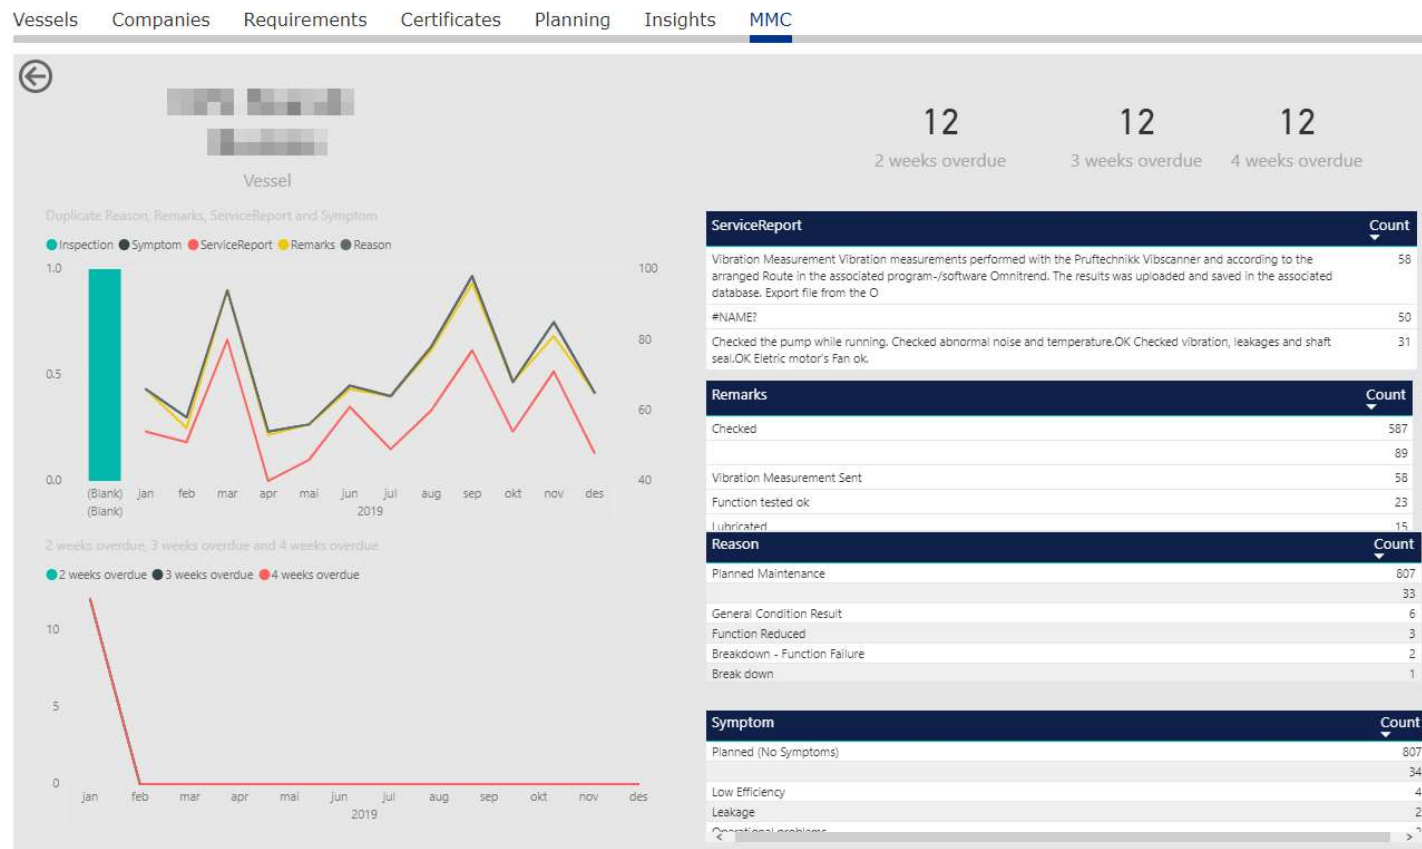 Vessels Companies Requirements Certificates Planning Insights MMC
12 12 12
2 weeks overdue 3 weeks overdue 4 weeks overdue
Vessel
Duplicate Reason, Remarks, ServiceReport and Symptom
Inspection Symptom ServiceReport Remarks Reason
1.0 100
80
0.5
60
0.0 40
(Blank) jan feb mar apr mai jun jul aug sep okt nov des
(Blank) 2019
2 weeks overdue, 3 weeks overdue and 4 weeks overdue
2 weeks overdue 3 weeks overdue 4 weeks overdue
10
5
0
jan feb mar apr mai jun jul aug sep okt nov des
2019
ServiceReport Count
Vibration Measurement Vibration measurements performed with the Pruftechnikk Vibscanner and according to the 58
arranged Route in the associated program-/software Omnitrend. The results was uploaded and saved in the associated
database. Export file from the O
#NAME? 50
Checked the pump while running. Checked abnormal noise and temperature.OK Checked vibration, leakages and shaft 31
seal.OK Eletric motor's Fan ok.
Remarks Count
Checked 587
89
Vibration Measurement Sent 58
Function tested ok 23
Lubricated 15
Reason Count
Planned Maintenance 807
33
General Condition Result 6
Function Reduced 3
Breakdown - Function Failure 2
Break down 1
Symptom Count
Planned (No Symptoms) 807
34
Low Efficiency 4
Leakage 2
Operational problems